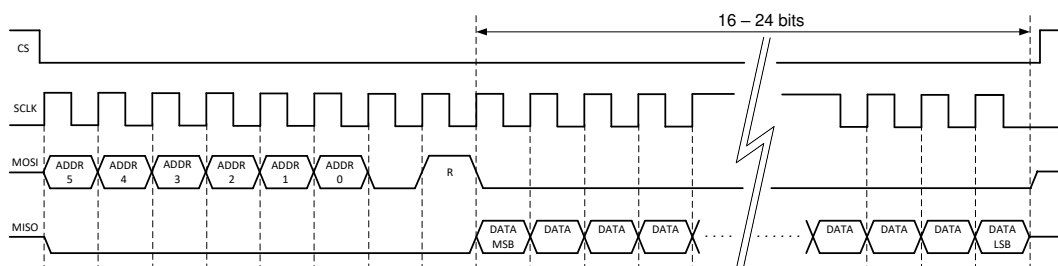 16 – 24 bits
CS
SCLK
MOSI
ADDR ADDR ADDR ADDR ADDR ADDR
5 4 3 2 1 0
R
MISO
DATA DATA DATA DATA DATA DATA DATA DATA
MSB LSB